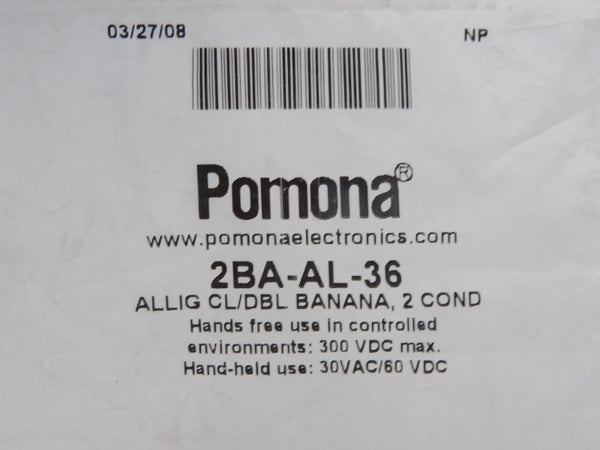 03/27/08 NP
Pomona®
www.pomonaelectronics.com
2BA-AL-36
ALLIG CL/DBL BANANA, 2 COND
Hands free use in controlled
environments: 300 VDC max.
Hand-held use: 30VAC/60 VDC